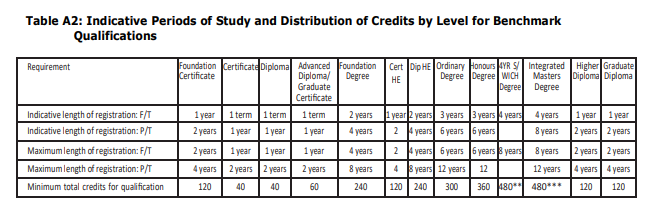 Table A2: Indicative Periods of Study and Distribution of Credits by Level for Benchmark
Qualifications
Requirement | Foundation Certificate | Certificate | Diploma | Advanced Diploma/ Graduate Certificate | Foundation Degree | Cert HE | Dip HE | Ordinary Degree | Honours Degree | 4YR S/ WICH Degree | Integrated Masters Degree | Higher Diploma | Graduate Diploma
Indicative length of registration: F/T | 1 year | 1 term | 1 term | 1 term | 2 years | 1 year | 2 years | 3 years | 3 years | 4 years | 4 years | 1 year | 1 year
Indicative length of registration: P/T | 2 years | 1 year | 1 year | 1 year | 4 years | 2 | 4 years | 6 years | 6 years | | 8 years | 2 years | 2 years
Maximum length of registration: F/T | 2 years | 1 year | 1 year | 1 year | 4 years | 2 | 4 years | 6 years | 6 years | 8 years | 8 years | 2 years | 2 years
Maximum length of registration: P/T | 4 years | 2 years | 2 years | 2 years | 8 years | 4 | 8 years | 12 years | 12 | | 12 years | 4 years | 4 years
Minimum total credits for qualification | 120 | 40 | 40 | 60 | 240 | 120 | 240 | 300 | 360 | 480** | 480*** | 120 | 120